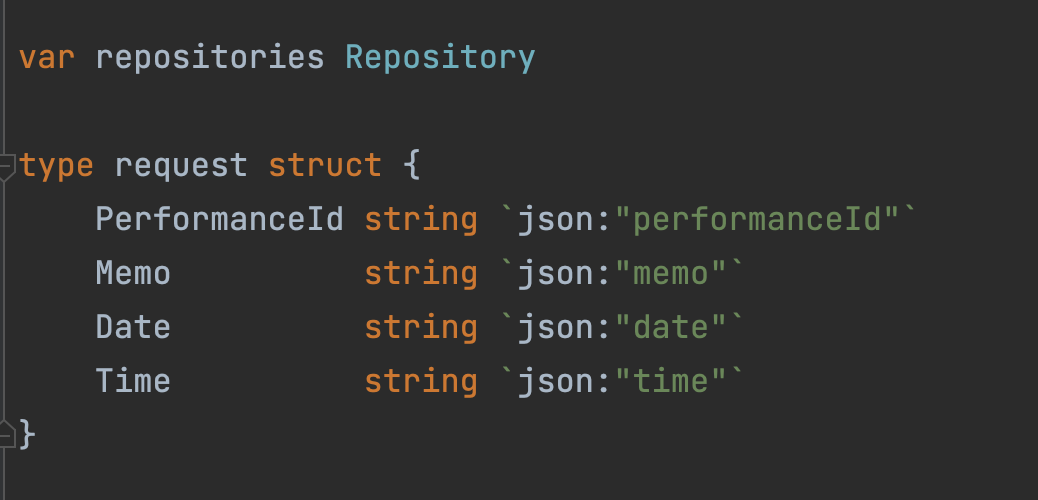 var repositories Repository
type request struct {
PerformanceId string `json:"performanceId"`
Memo string `json:"memo"`
Date string `json:"date"`
Time string `json:"time"`
}